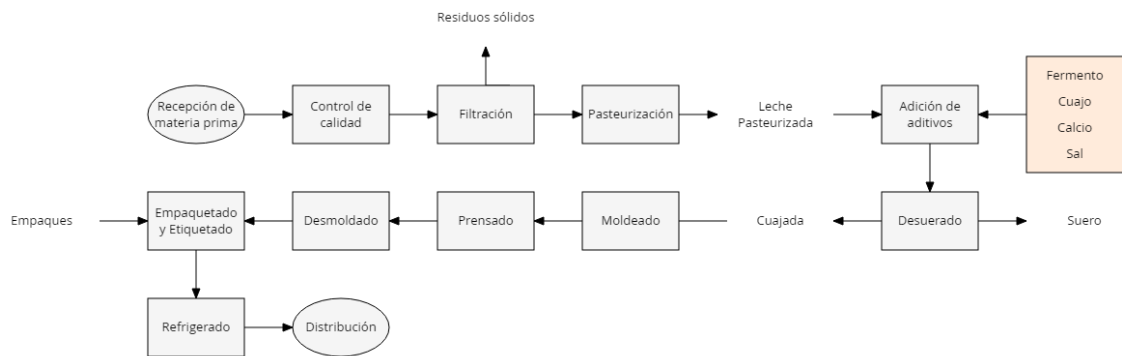 Residuos sólidos
Recepción de
materia prima
Control de
calidad
Filtración
Pasteurización
Leche
Pasteurizada
Adición de
aditivos
Fermento
Cuajo
Calcio
Sal
Empaques
Empaquetado
y Etiquetado
Desmoldado
Prensado
Moldeado
Cuajada
Desuerado
Suero
Refrigerado
Distribución